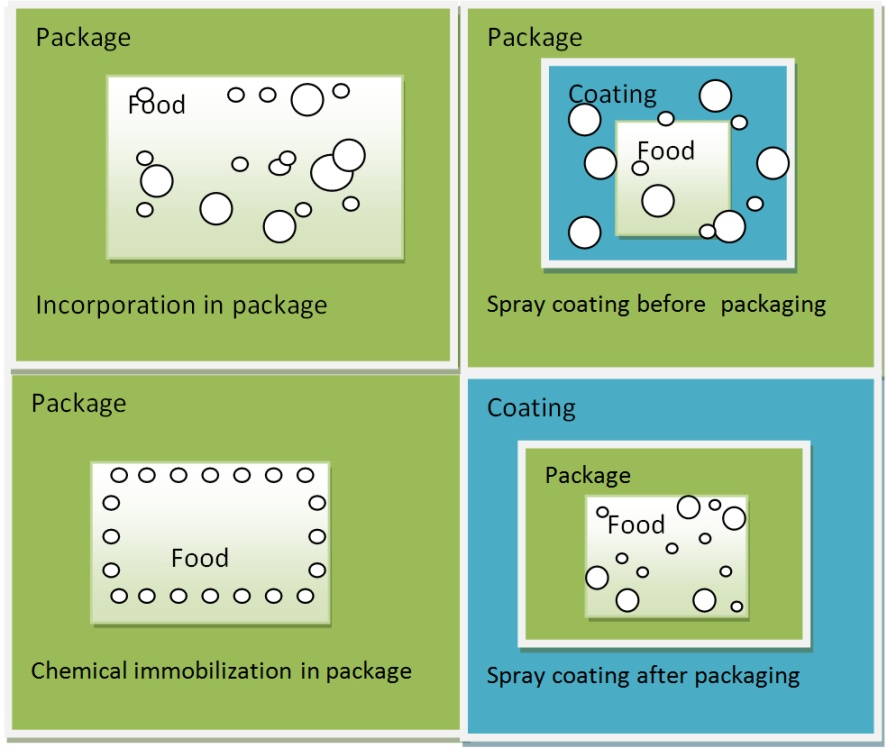 Package
Food
Incorporation in package
Package
Coating
Food
Spray coating before packaging
Package
Food
Chemical immobilization in package
Coating
Package
Food
Spray coating after packaging